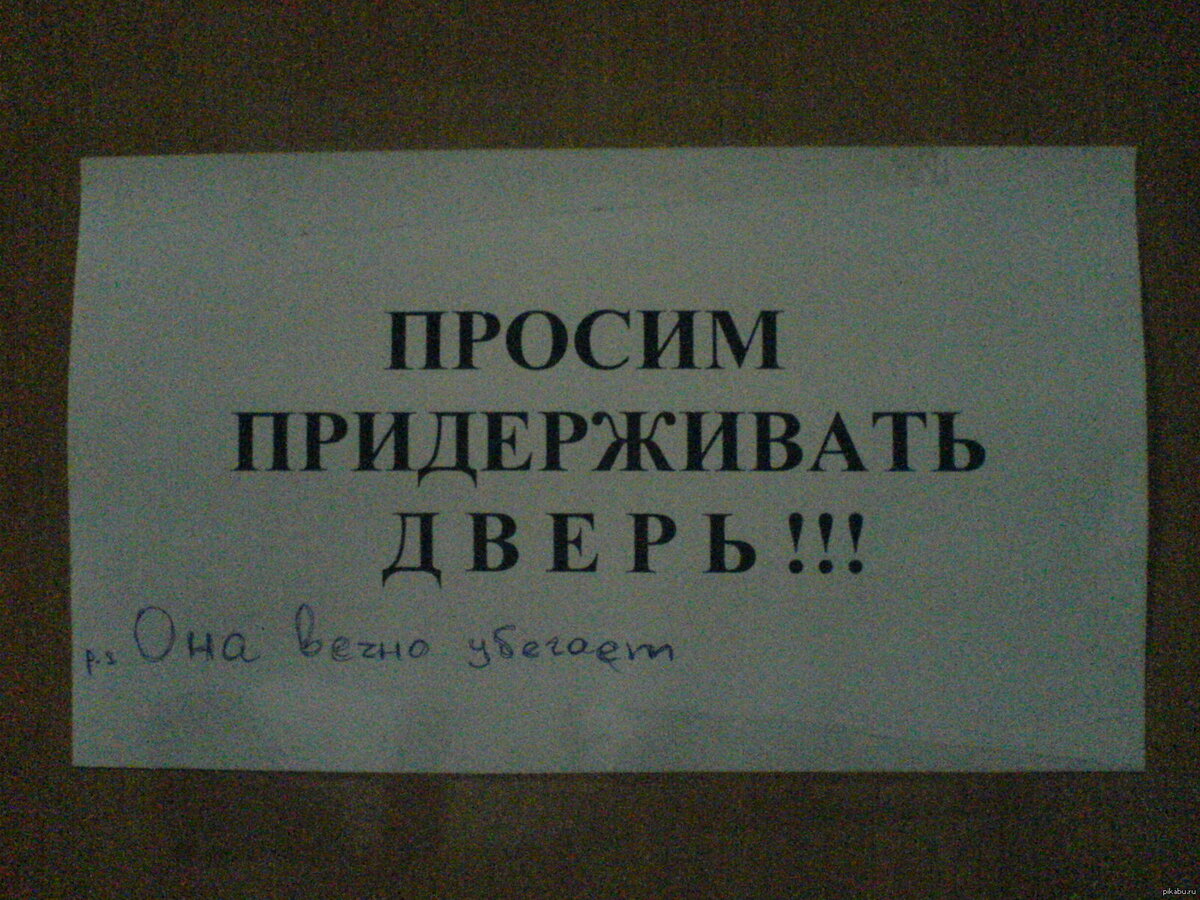 ПРОСИМ
ПРИДЕРЖИВАТЬ
ДВЕРЬ!!!
p.s Она вечно убегает
pikabu.ru